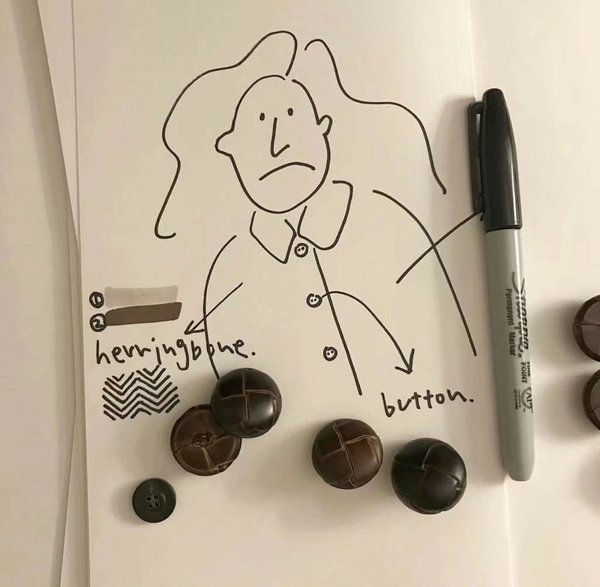 ①
②
herringbone.
button.
Sharpie
Permanent Marker